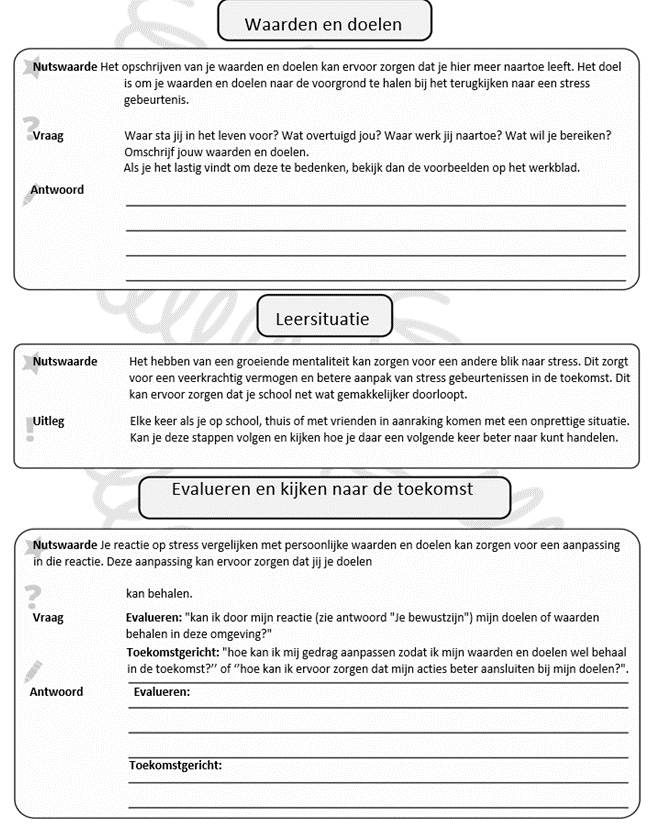 Waarden en doelen
Nutswaarde Het opschrijven van je waarden en doelen kan ervoor zorgen dat je hier meer naartoe leeft. Het doel
is om je waarden en doelen naar de voorgrond te halen bij het terugkijken naar een stress
gebeurtenis.
Vraag Waar sta jij in het leven voor? Wat overtuigd jou? Waar werk jij naartoe? Wat wil je bereiken?
Omschrijf jouw waarden en doelen.
Als je het lastig vindt om deze te bedenken, bekijk dan de voorbeelden op het werkblad.
Antwoord
Leersituatie
Nutswaarde Het hebben van een groeiende mentaliteit kan zorgen voor een andere blik naar stress. Dit zorgt
voor een veerkrachtig vermogen en betere aanpak van stress gebeurtenissen in de toekomst. Dit
kan ervoor zorgen dat je school net wat gemakkelijker doorloopt.
Uitleg Elke keer als je op school, thuis of met vrienden in aanraking komen met een onprettige situatie.
Kan je deze stappen volgen en kijken hoe je daar een volgende keer beter naar kunt handelen.
Evalueren en kijken naar de toekomst
Nutswaarde Je reactie op stress vergelijken met persoonlijke waarden en doelen kan zorgen voor een aanpassing
in die reactie. Deze aanpassing kan ervoor zorgen dat jij je doelen
kan behalen.
Vraag Evalueren: "kan ik door mijn reactie (zie antwoord "Je bewustzijn") mijn doelen of waarden
behalen in deze omgeving?"
Toekomstgericht: "hoe kan ik mij gedrag aanpassen zodat ik mijn waarden en doelen wel behaal
in de toekomst?’’ of ‘’hoe kan ik ervoor zorgen dat mijn acties beter aansluiten bij mijn doelen?".
Antwoord Evalueren:
Toekomstgericht: